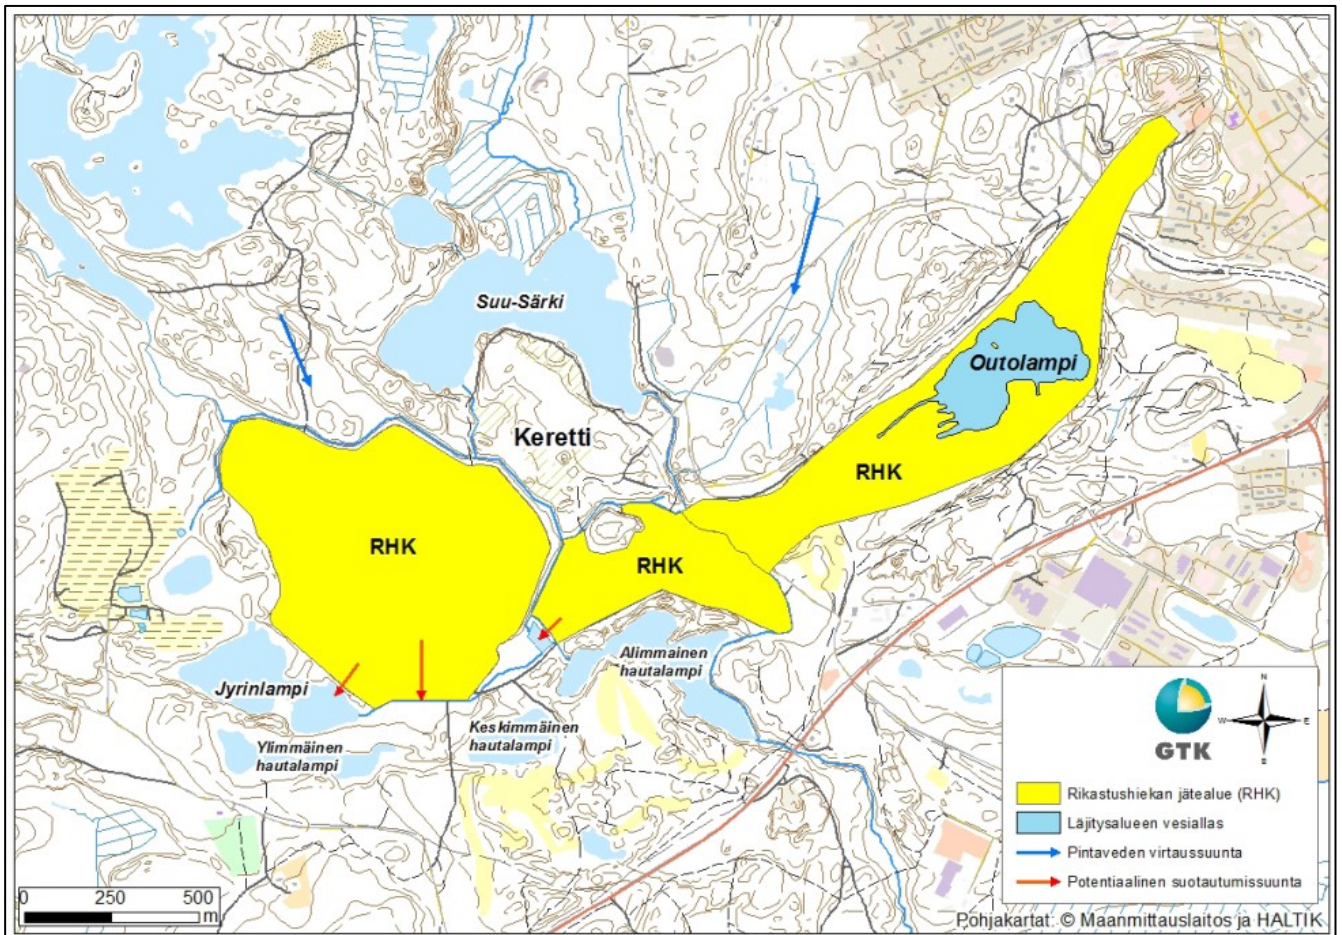 Suu-Särki
Outolampi
Keretti
RHK
RHK
RHK
Alimmainen
hautalampi
Jyrinlampi
Keskimmäinen
hautalampi
Ylimmäinen
hautalampi
N
W
E
S
GTK
Rikastushiekan jätealue (RHK)
Läjitysalueen vesiallas
Pintaveden virtaussuunta
Potentiaalinen suotautumissuunta
0 250 500
m
Pohjakartat: © Maanmittauslaitos ja HALTIK